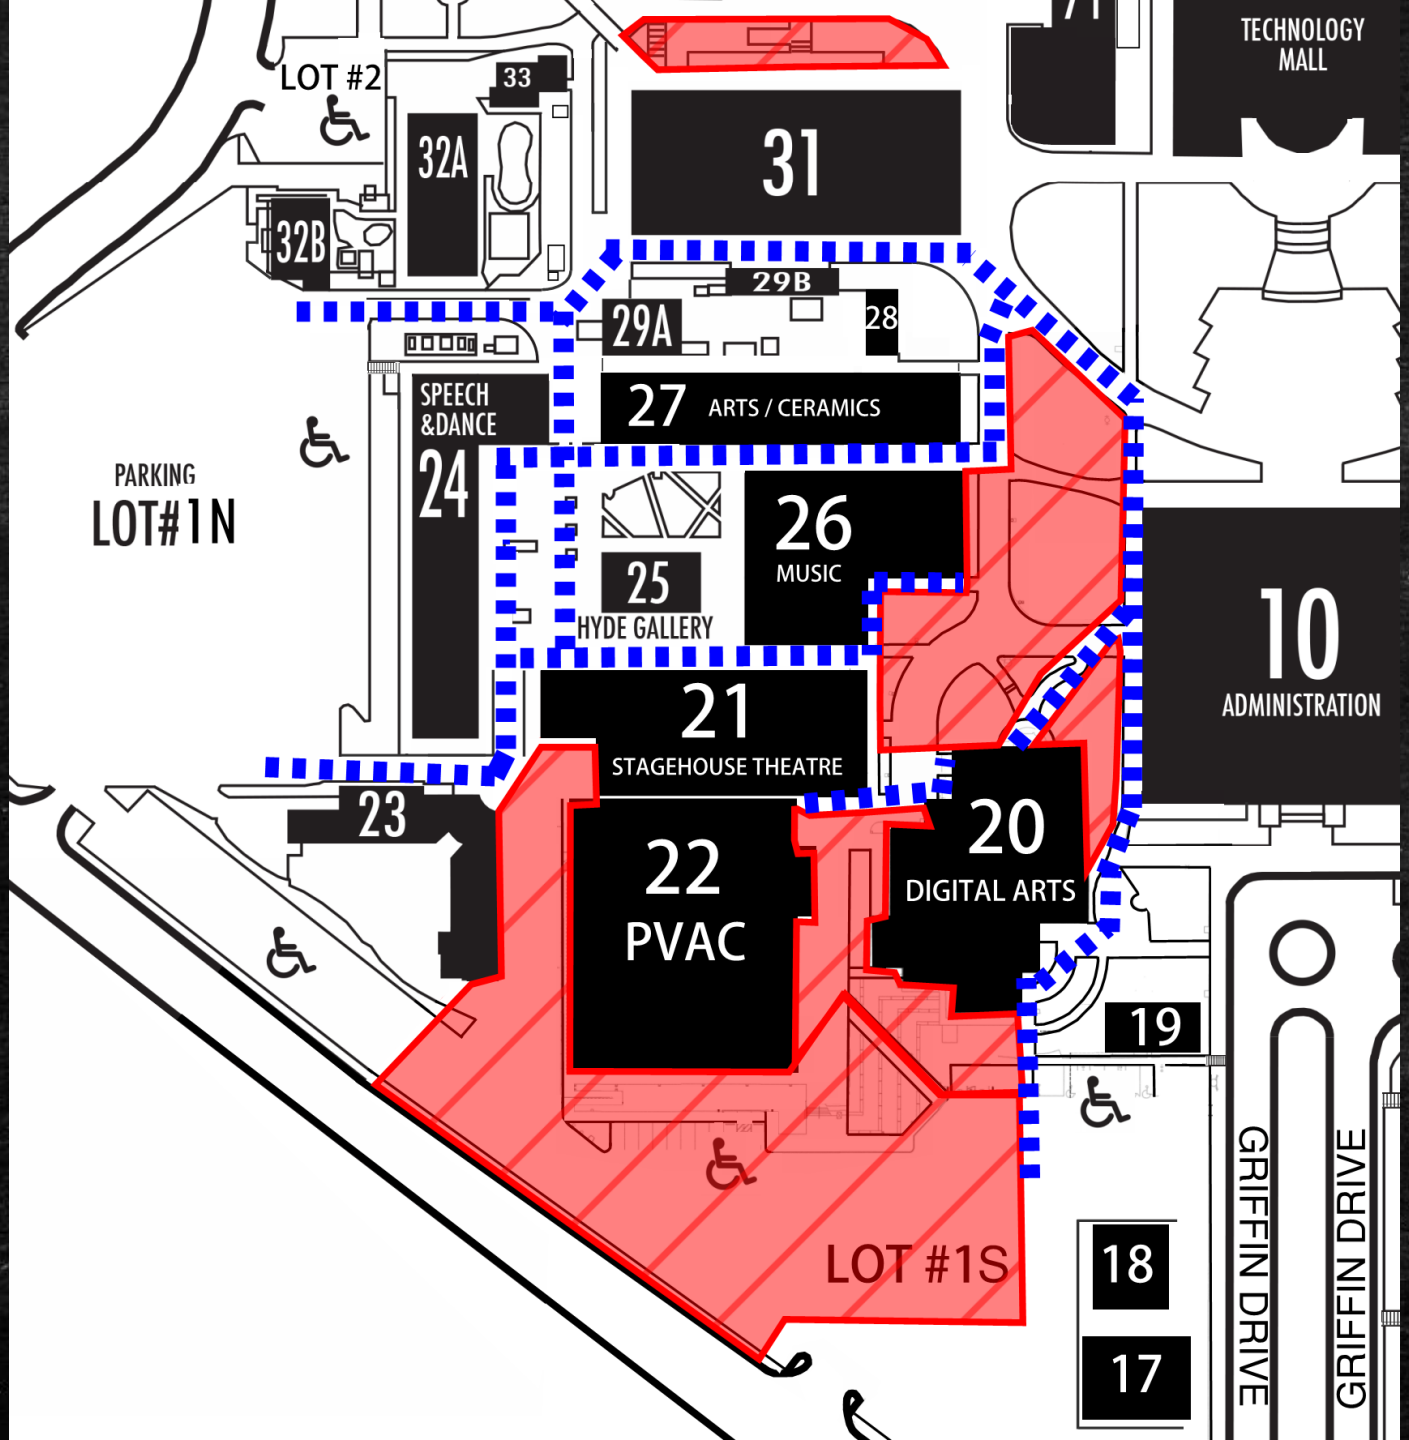 71
TECHNOLOGY
MALL
LOT #2
33
32A
31
32B
29B
29A
28
SPEECH
&DANCE
24
27 ARTS / CERAMICS
PARKING
LOT#1N
26
MUSIC
25
HYDE GALLERY
10
ADMINISTRATION
21
STAGEHOUSE THEATRE
23
22
PVAC
20
DIGITAL ARTS
19
GRIFFIN DRIVE
GRIFFIN DRIVE
LOT #1S
18
17